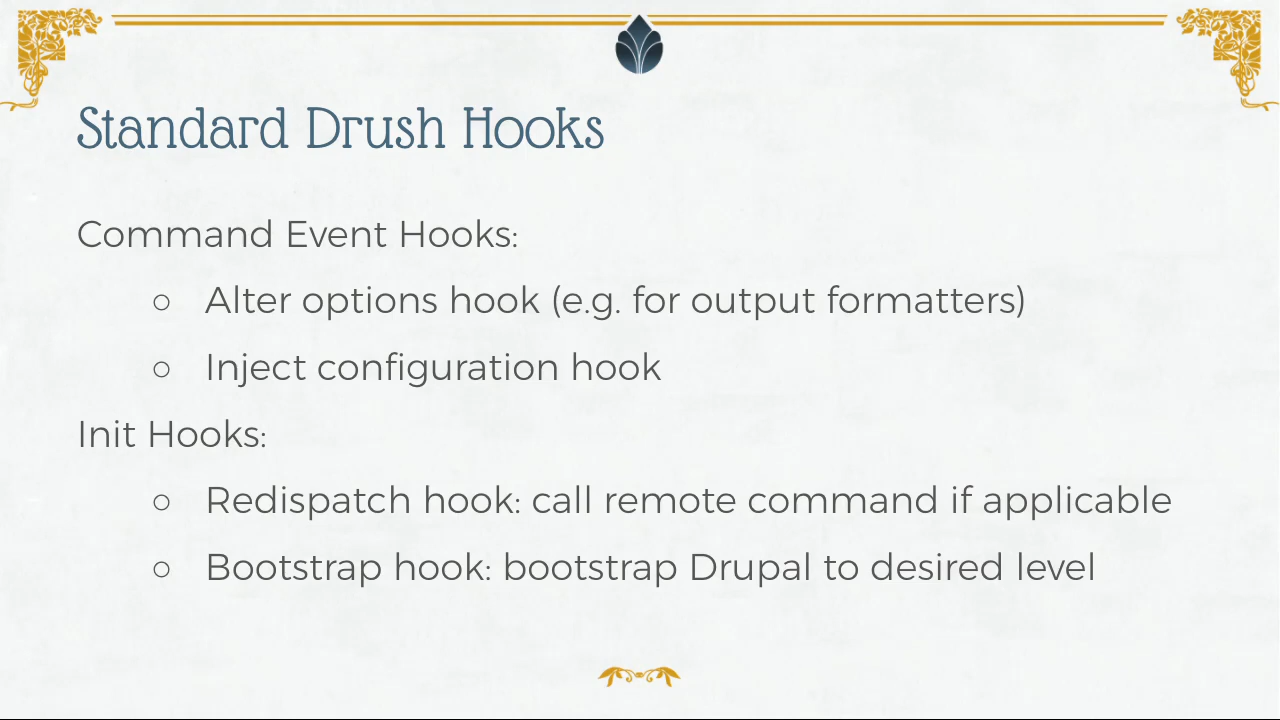 Standard Drush Hooks
Command Event Hooks:
○ Alter options hook (e.g. for output formatters)
○ Inject configuration hook
Init Hooks:
○ Redispatch hook: call remote command if applicable
○ Bootstrap hook: bootstrap Drupal to desired level